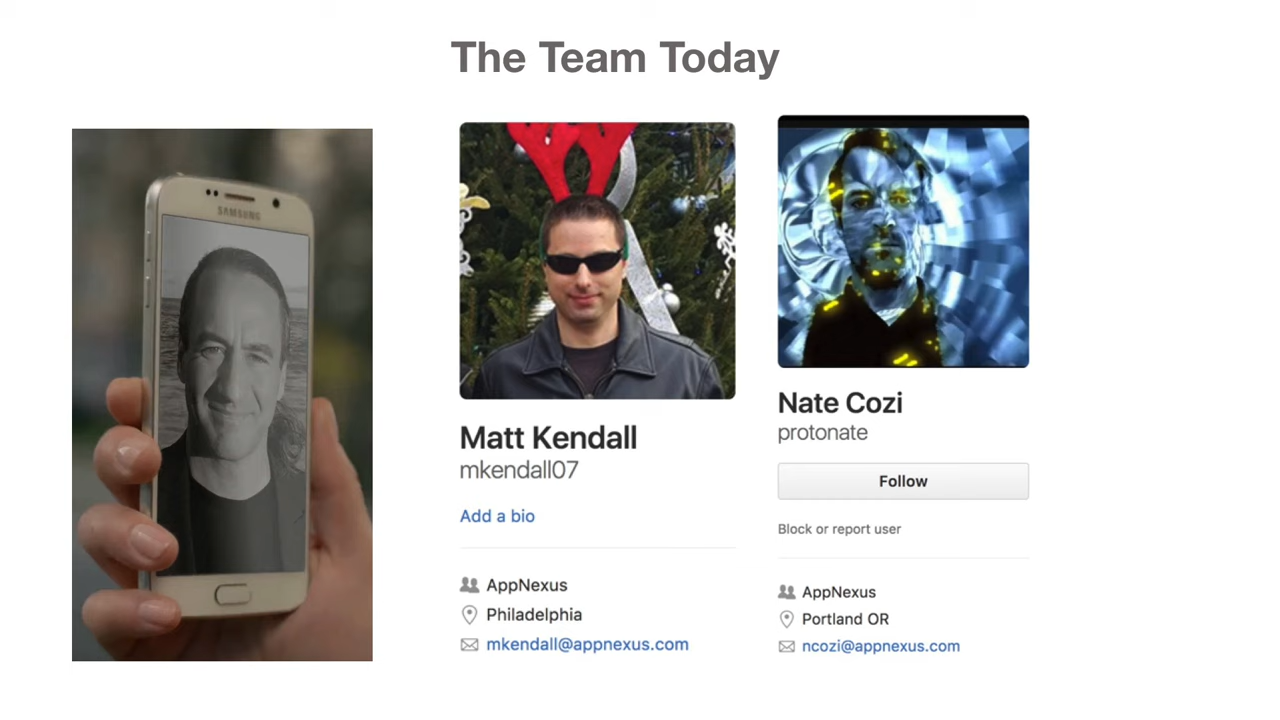 The Team Today
SAMSUNG
Matt Kendall
mkendall07
Add a bio
AppNexus
Philadelphia
mkendall@appnexus.com
Nate Cozi
protonate
Follow
Block or report user
AppNexus
Portland OR
ncozi@appnexus.com